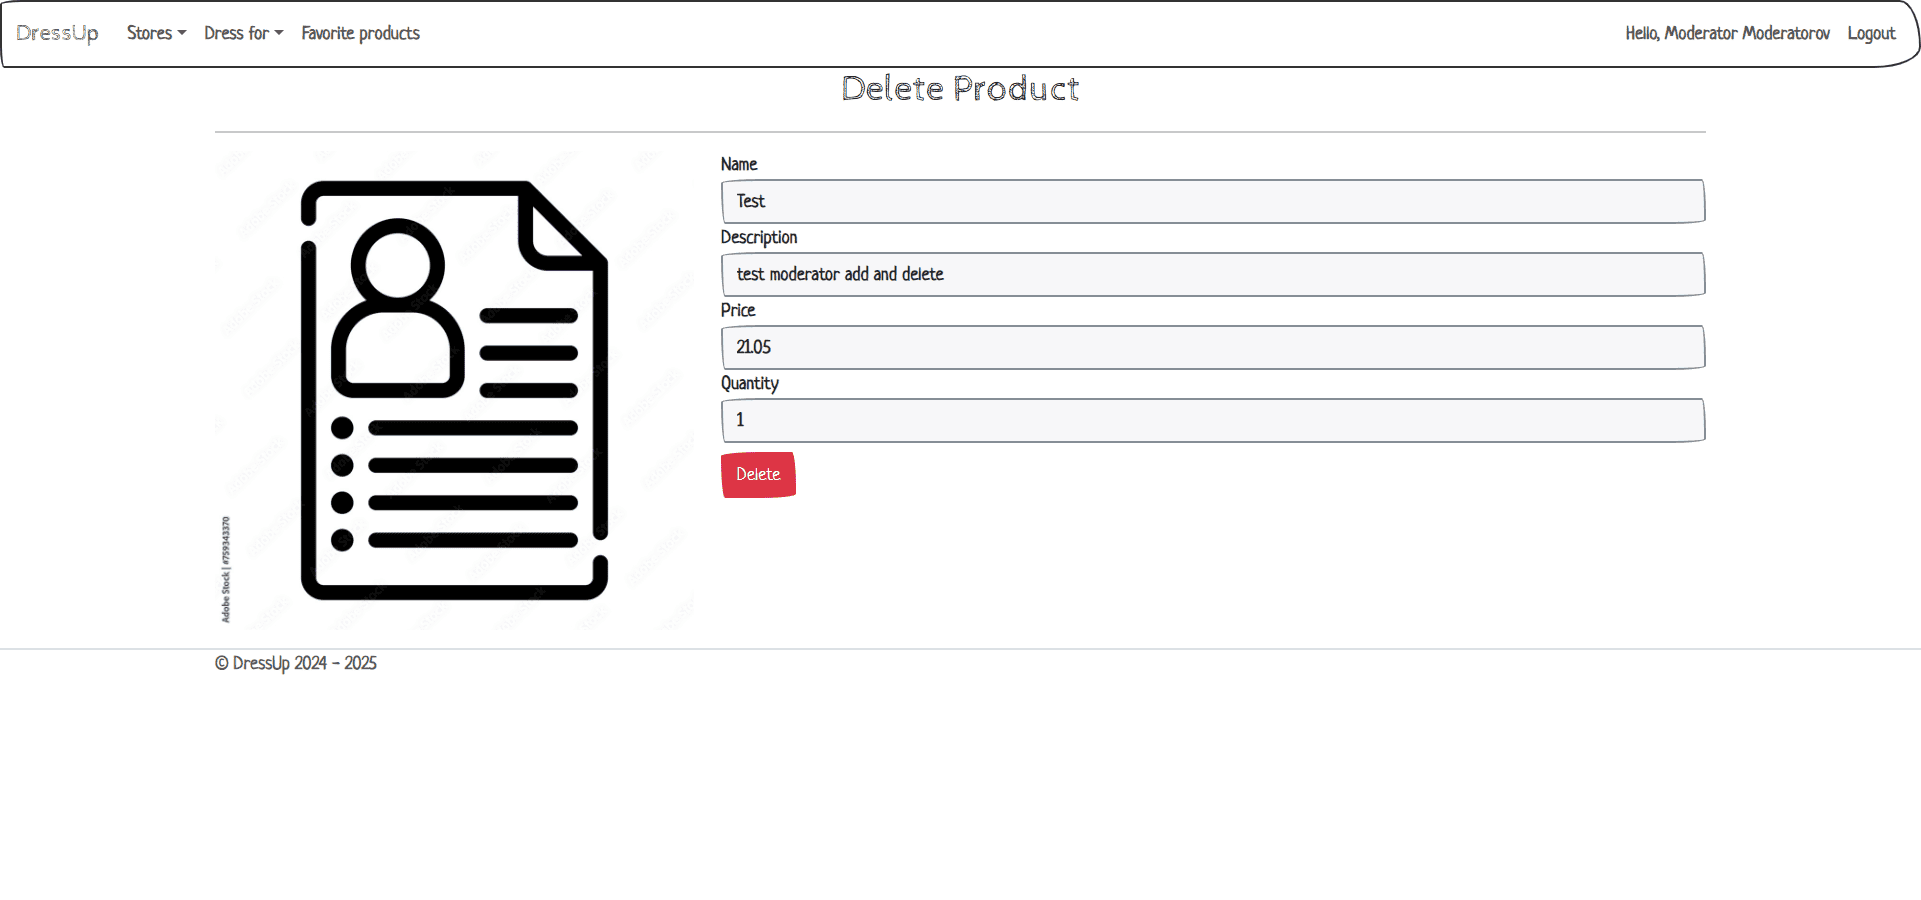 DressUp Stores Dress for Favorite products Hello, Moderator Moderatorov Logout
Delete Product
Name
Test
Description
test moderator add and delete
Price
21.05
Quantity
1
Delete
Adobe Stock | #759343370
© DressUp 2024 - 2025